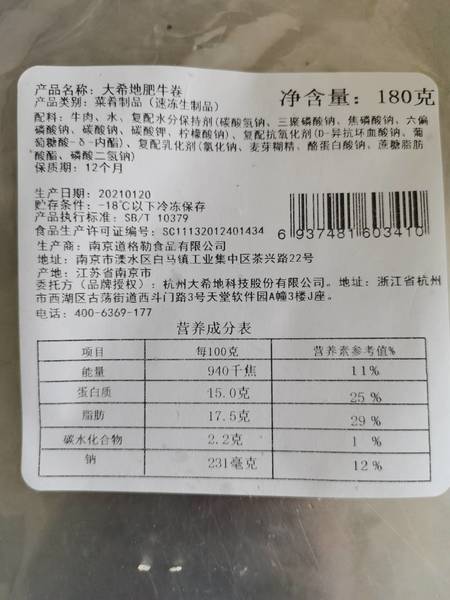 产品名称：大希地肥牛卷
净含量：180克
产品类别：菜肴制品（速冻生制品）
配料：牛肉、水、复配水分保持剂(碳酸氢钠、三聚磷酸钠、焦磷酸钠、六偏
磷酸钠、碳酸钠、碳酸钾、柠檬酸钠)、复配抗氧化剂(D-异抗坏血酸钠、葡
萄糖酸-δ-内酯)、复配乳化剂(氯化钠、麦芽糊精、酪蛋白酸钠、蔗糖脂肪
酸酯、磷酸二氢钠)
保质期：12个月
生产日期：20210120
贮存条件：-18℃以下冷冻保存
产品执行标准：SB/T 10379
食品生产许可证编号：SC11132012401434
6 937481 603410
生产商：南京道格勒食品有限公司
地址：南京市溧水区白马镇工业集中区茶兴路22号
产地：江苏省南京市
委托方（品牌授权）：杭州大希地科技股份有限公司。地址：浙江省杭州
市西湖区古荡街道西斗门路3号天堂软件园A幢3楼J座。
电话：400-6369-177
营养成分表
项目 每100克 营养素参考值%
能量 940千焦 11%
蛋白质 15.0克 25 %
脂肪 17.5克 29 %
碳水化合物 2.2克 1 %
钠 231毫克 12%